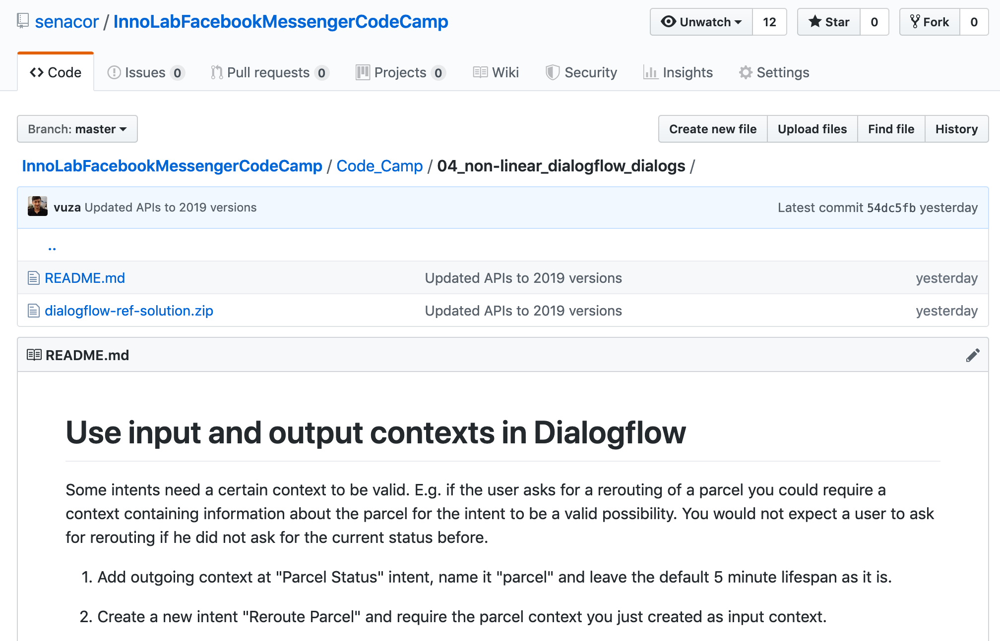 senacor / InnoLabFacebookMessengerCodeCamp
Unwatch 12 Star 0 Fork 0
Code Issues 0 Pull requests 0 Projects 0 Wiki Security Insights Settings
Branch: master
Create new file Upload files Find file History
InnoLabFacebookMessengerCodeCamp / Code_Camp / 04_non-linear_dialogflow_dialogs /
vuza Updated APIs to 2019 versions Latest commit 54dc5fb yesterday
..
README.md Updated APIs to 2019 versions yesterday
dialogflow-ref-solution.zip Updated APIs to 2019 versions yesterday
README.md
Use input and output contexts in Dialogflow
Some intents need a certain context to be valid. E.g. if the user asks for a rerouting of a parcel you could require a
context containing information about the parcel for the intent to be a valid possibility. You would not expect a user to ask
for rerouting if he did not ask for the current status before.
1. Add outgoing context at "Parcel Status" intent, name it "parcel" and leave the default 5 minute lifespan as it is.
2. Create a new intent "Reroute Parcel" and require the parcel context you just created as input context.